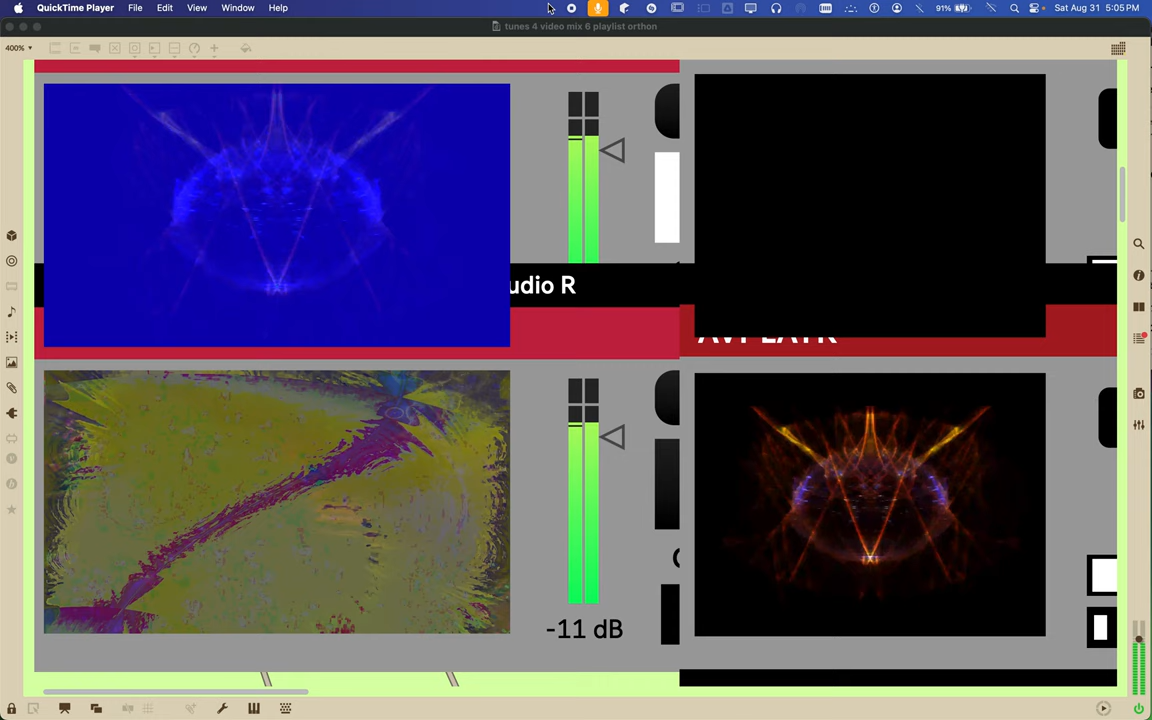 QuickTime Player File Edit View Window Help 91% Sat Aug 31 5:05 PM
tunes 4 video mix 6 playlist orthon
400%
udio R
AVPLAYR
-11 dB